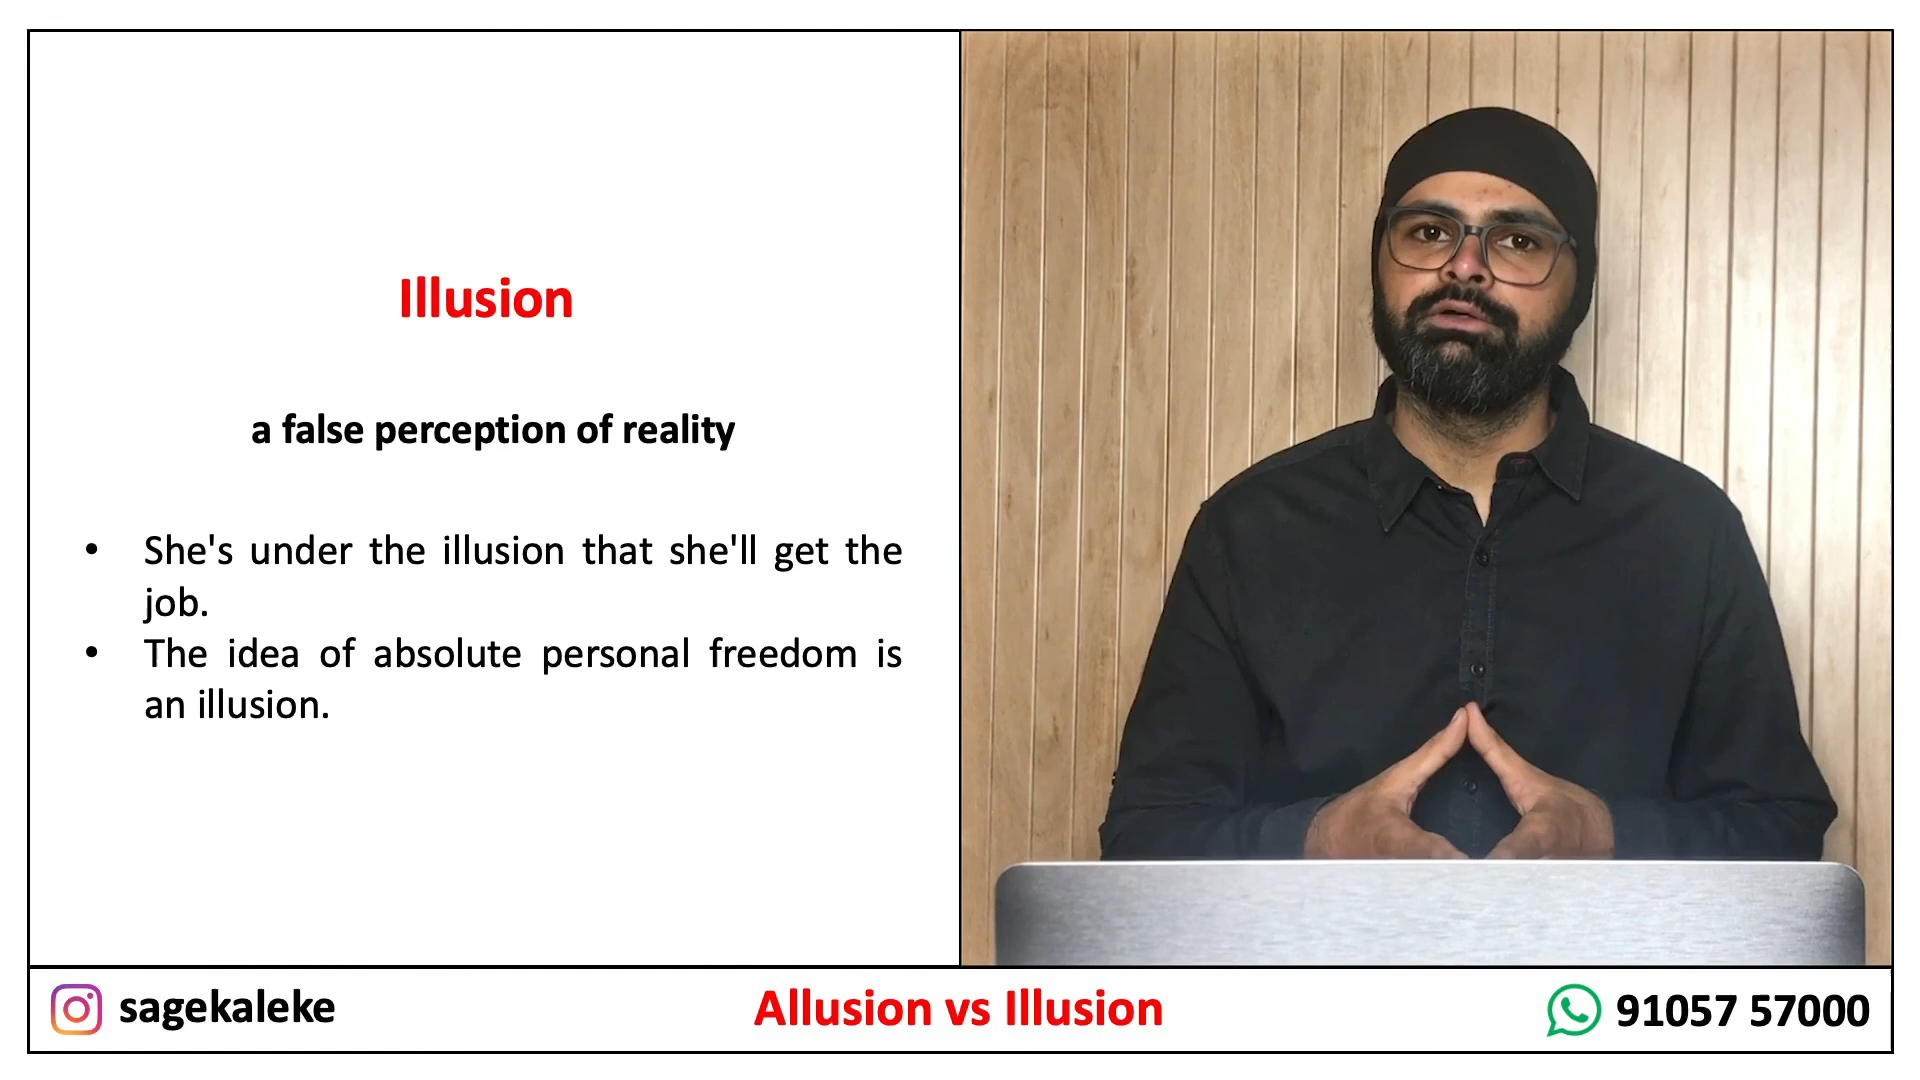 Illusion
a false perception of reality
• She's under the illusion that she'll get the
job.
• The idea of absolute personal freedom is
an illusion.
sagekaleke
Allusion vs Illusion
91057 57000